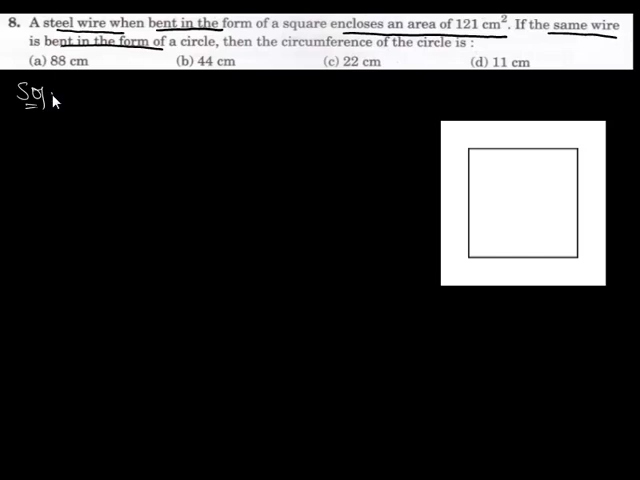 8. A steel wire when bent in the form of a square encloses an area of 121 cm². If the same wire
is bent in the form of a circle, then the circumference of the circle is :
(a) 88 cm (b) 44 cm (c) 22 cm (d) 11 cm